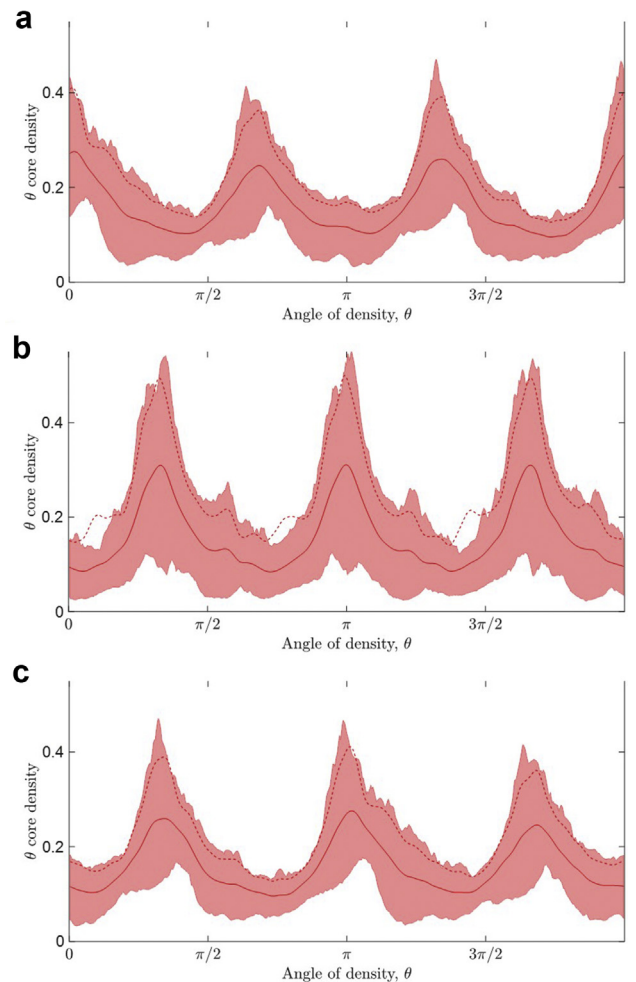 a
0.4
0.2
0
θ core density
0 π/2 π 3π/2
Angle of density, θ
b
0.4
0.2
0
θ core density
0 π/2 π 3π/2
Angle of density, θ
c
0.4
0.2
0
θ core density
0 π/2 π 3π/2
Angle of density, θ